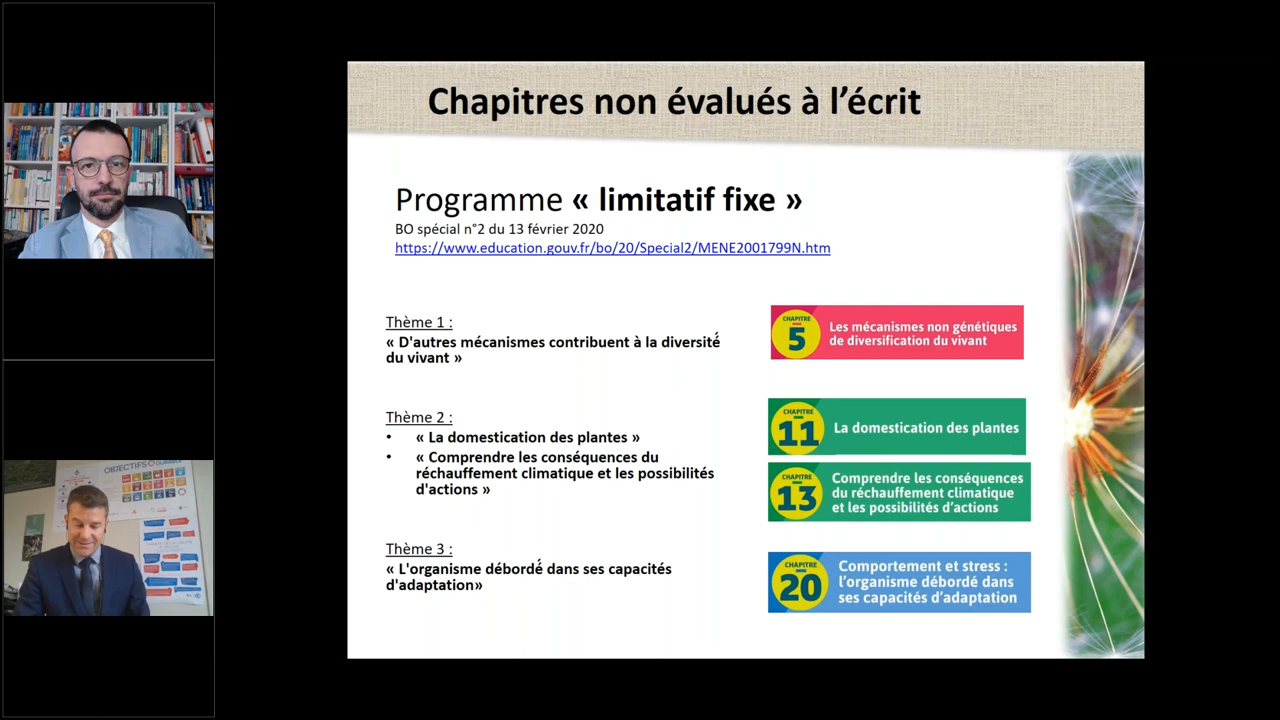 Chapitres non évalués à l’écrit
Programme « limitatif fixe »
BO spécial n°2 du 13 février 2020
https://www.education.gouv.fr/bo/20/Special2/MENE2001799N.htm
Thème 1 :
« D'autres mécanismes contribuent à la diversité
du vivant »
CHAPITRE
5
Les mécanismes non génétiques
de diversification du vivant
Thème 2 :
• « La domestication des plantes »
• « Comprendre les conséquences du
réchauffement climatique et les possibilités
d'actions »
CHAPITRE
11
La domestication des plantes
CHAPITRE
13
Comprendre les conséquences
du réchauffement climatique
et les possibilités d’actions
Thème 3 :
« L'organisme débordé dans ses capacités
d'adaptation»
CHAPITRE
20
Comportement et stress :
l’organisme débordé dans
ses capacités d’adaptation
OBJECTIFS